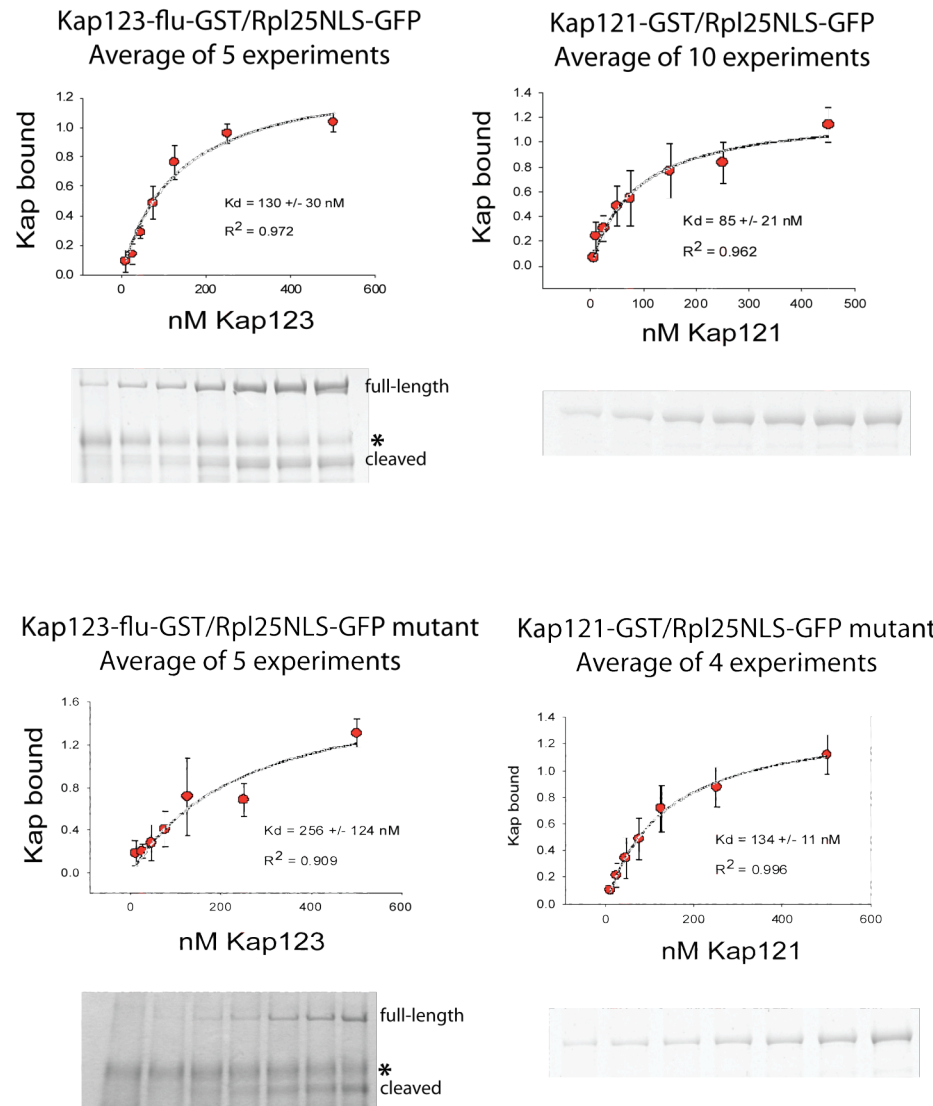 Kap123-flu-GST/Rpl25NLS-GFP
Average of 5 experiments
Kap bound
1.2
1.0
0.8
0.6
0.4
0.2
0.0
Kd = 130 +/- 30 nM
R2 = 0.972
0 200 400 600
nM Kap123
full-length
*
cleaved
Kap121-GST/Rpl25NLS-GFP
Average of 10 experiments
Kap bound
1.4
1.2
1.0
0.8
0.6
0.4
0.2
0.0
Kd = 85 +/- 21 nM
R2 = 0.962
0 100 200 300 400 500
nM Kap121
Kap123-flu-GST/Rpl25NLS-GFP mutant
Average of 5 experiments
Kap bound
1.6
1.2
0.8
0.4
0.0
Kd = 256 +/- 124 nM
R2 = 0.909
0 200 400 600
nM Kap123
full-length
*
cleaved
Kap121-GST/Rpl25NLS-GFP mutant
Average of 4 experiments
Kap bound
1.4
1.2
1.0
0.8
0.6
0.4
0.2
0.0
Kd = 134 +/- 11 nM
R2 = 0.996
0 200 400 600
nM Kap121